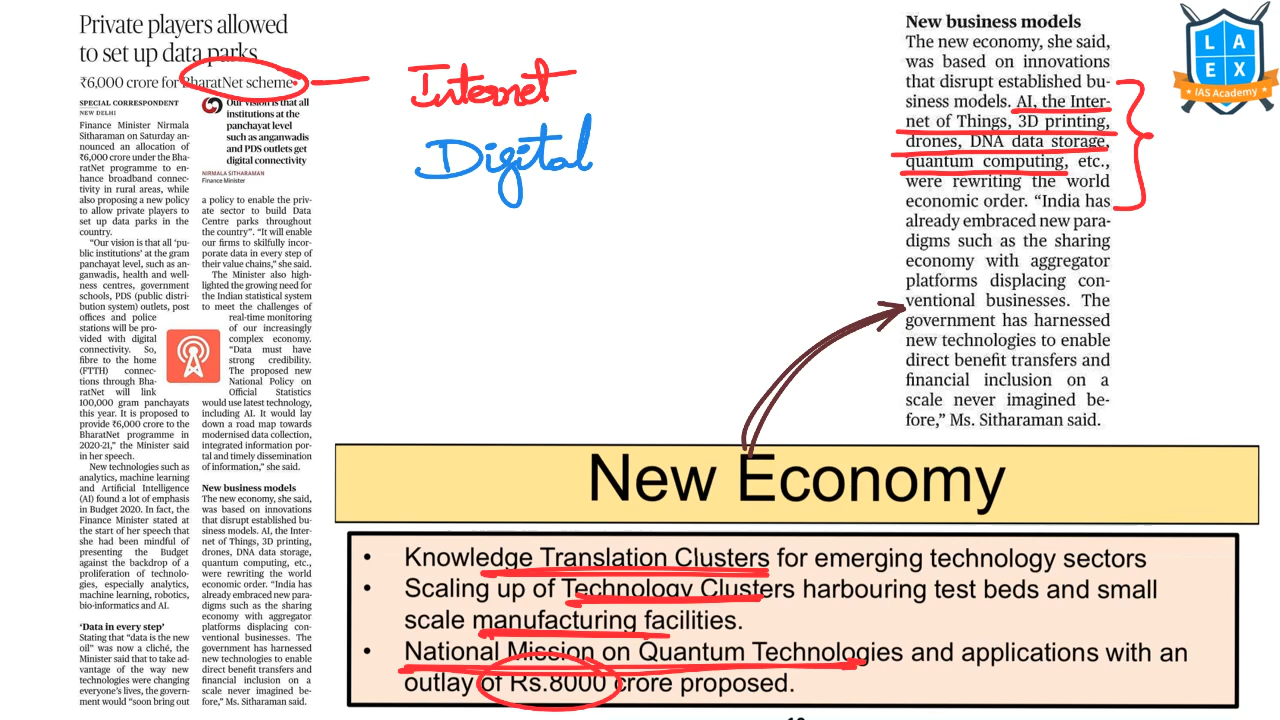 Private players allowed
to set up data parks
₹6,000 crore for BharatNet scheme
SPECIAL CORRESPONDENT
NEW DELHI
Finance Minister Nirmala
Sitharaman on Saturday an-
nounced an allocation of
₹6,000 crore under the Bha-
ratNet programme to en-
hance broadband connec-
tivity in rural areas, while
also proposing a new policy
to allow private players to
set up data parks in the
country.
“Our vision is that all ‘pu-
blic institutions’ at the gram
panchayat level, such as an-
ganwadis, health and well-
ness centres, government
schools, PDS (public distri-
bution system) outlets, post
offices and police
stations will be pro-
vided with digital
connectivity. So,
fibre to the home
(FTTH) connec-
tions through Bha-
ratNet will link
100,000 gram panchayats
this year. It is proposed to
provide ₹6,000 crore to the
BharatNet programme in
2020-21,” the Minister said
in her speech.
New technologies such as
analytics, machine learning
and Artificial Intelligence
(AI) found a lot of emphasis
in Budget 2020. In fact, the
Finance Minister stated at
the start of her speech that
she had been mindful of
presenting the Budget
against the backdrop of a
proliferation of technolo-
gies, especially analytics,
machine learning, robotics,
bio-informatics and AI.
‘Data in every step’
Stating that “data is the new
oil” was now a cliché, the
Minister said that to take ad-
vantage of the way new
technologies were changing
everyone’s lives, the govern-
ment would “soon bring out
Our vision is that all
institutions at the
panchayat level
such as anganwadis
and PDS outlets get
digital connectivity
NIRMALA SITHARAMAN
Finance Minister
a policy to enable the priv-
ate sector to build Data
Centre parks throughout
the country”. “It will enable
our firms to skilfully incor-
porate data in every step of
their value chains,” she said.
The Minister also high-
lighted the growing need for
the Indian statistical system
to meet the challenges of
real-time monitoring
of our increasingly
complex economy.
“Data must have
strong credibility.
The proposed new
National Policy on
Official Statistics
would use latest technology,
including AI. It would lay
down a road map towards
modernised data collection,
integrated information por-
tal and timely dissemination
of information,” she said.
New business models
The new economy, she said,
was based on innovations
that disrupt established bu-
siness models. AI, the Inter-
net of Things, 3D printing,
drones, DNA data storage,
quantum computing, etc.,
were rewriting the world
economic order. “India has
already embraced new para-
digms such as the sharing
economy with aggregator
platforms displacing con-
ventional businesses. The
government has harnessed
new technologies to enable
direct benefit transfers and
financial inclusion on a
scale never imagined be-
fore,” Ms. Sitharaman said.
Internet
Digital
New business models
The new economy, she said,
was based on innovations
that disrupt established bu-
siness models. AI, the Inter-
net of Things, 3D printing,
drones, DNA data storage,
quantum computing, etc.,
were rewriting the world
economic order. “India has
already embraced new para-
digms such as the sharing
economy with aggregator
platforms displacing con-
ventional businesses. The
government has harnessed
new technologies to enable
direct benefit transfers and
financial inclusion on a
scale never imagined be-
fore,” Ms. Sitharaman said.
L A
E X
IAS Academy
New Economy
• Knowledge Translation Clusters for emerging technology sectors
• Scaling up of Technology Clusters harbouring test beds and small
scale manufacturing facilities.
• National Mission on Quantum Technologies and applications with an
outlay of Rs.8000 crore proposed.